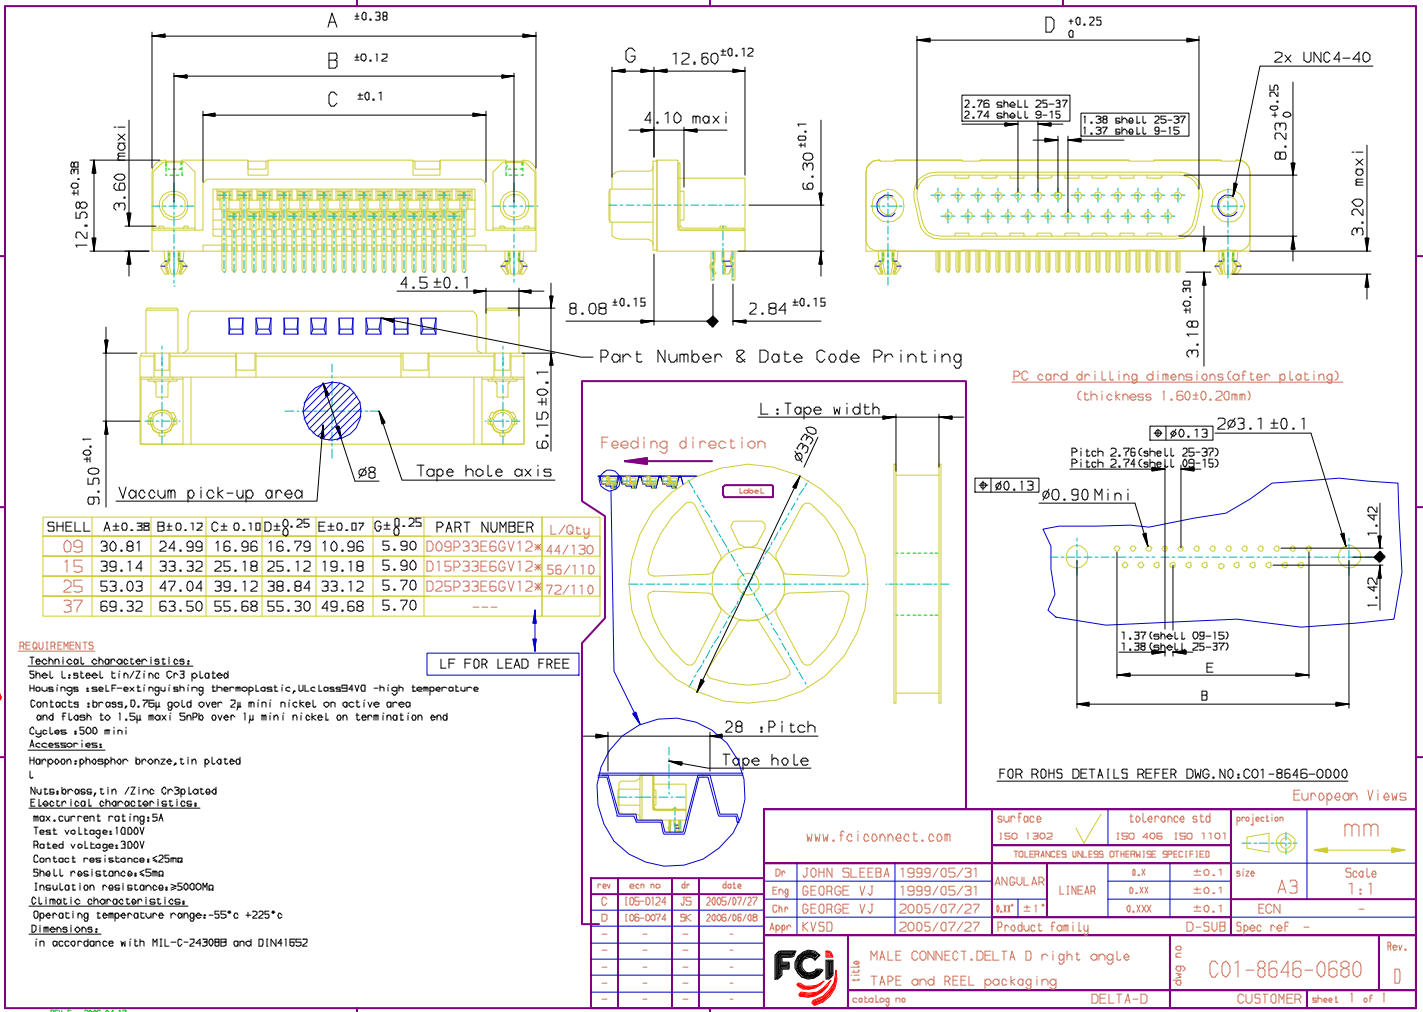 A ±0.38
B ±0.12
C ±0.1
12.58 ±0.38
3.60 maxi
G 12.60±0.12
4.10 maxi
6.30±0.1
8.08 ±0.15
2.84 ±0.15
D +0.25 0
2x UNC4-40
2.76 shell 25-37
2.74 shell 9-15
1.38 shell 25-37
1.37 shell 9-15
8.23 +0.25 0
3.20 maxi
3.18 ±0.30
4.5±0.1
Part Number & Date Code Printing
6.15±0.1
9.50 ±0.1
ø8
Tape hole axis
Vaccum pick-up area
PC card drilling dimensions(after plating)
(thickness 1.60±0.20mm)
2ø3.1 ±0.1
⌖ ø0.13
Pitch 2.76(shell 25-37)
Pitch 2.74(shell 09-15)
⌖ ø0.13
ø0.90 Mini
1.42
1.42
1.37(shell 09-15)
1.38(shell 25-37)
E
B
L:Tape width
ø330
Feeding direction
Label
28 :Pitch
Tape hole
SHELL A±0.38 B±0.12 C±0.10 D±0.25 0 E±0.07 G±0.25 0 PART NUMBER L/Qty
09 30.81 24.99 16.96 16.79 10.96 5.90 D09P33E6GV12* 44/130
15 39.14 33.32 25.18 25.12 19.18 5.90 D15P33E6GV12* 56/110
25 53.03 47.04 39.12 38.84 33.12 5.70 D25P33E6GV12* 72/110
37 69.32 63.50 55.68 55.30 49.68 5.70 ---
LF FOR LEAD FREE
REQUIREMENTS
Technical characteristics:
Shel l:steel tin/Zinc Cr3 plated
Housings :self-extinguishing thermoplastic,ULclass94V0 -high temperature
Contacts :brass,0.76µ gold over 2µ mini nickel on active area
and flash to 1.5µ maxi SnPb over 1µ mini nickel on termination end
Cycles :500 mini
Accessories:
Harpoon:phosphor bronze,tin plated
l
Nuts:brass,tin /Zinc Cr3plated
Electrical characteristics:
max.current rating:5A
Test voltage:1000V
Rated voltage:300V
Contact resistance:≤25mΩ
Shell resistance:≤5mΩ
Insulation resistance:≥5000MΩ
Climatic characteristics:
Operating temperature range:-55°c +225°c
Dimensions:
in accordance with MIL-C-24308B and DIN41652
FOR ROHS DETAILS REFER DWG.NO:C01-8646-0000
European Views
www.fciconnect.com
surface
ISO 1302
tolerance std
ISO 406 ISO 1101
projection
mm
TOLERANCES UNLESS OTHERWISE SPECIFIED
Dr JOHN SLEEBA 1999/05/31
Eng GEORGE VJ 1999/05/31
Chr GEORGE VJ 2005/07/27
Appr KVSD 2005/07/27
ANGULAR
0.X° ±1°
LINEAR
0.X ±0.1
0.XX ±0.1
0.XXX ±0.1
size A3
Scale 1:1
ECN -
Product family D-SUB
Spec ref -
rev ecn no dr date
C I05-0124 JS 2005/07/27
D I06-0074 SK 2006/06/08
- - - -
- - - -
- - - -
- - - -
- - - -
FCi
title
MALE CONNECT.DELTA D right angle
TAPE and REEL packaging
dwg no
C01-8646-0680
Rev.
D
catalog no DELTA-D
CUSTOMER sheet 1 of 1